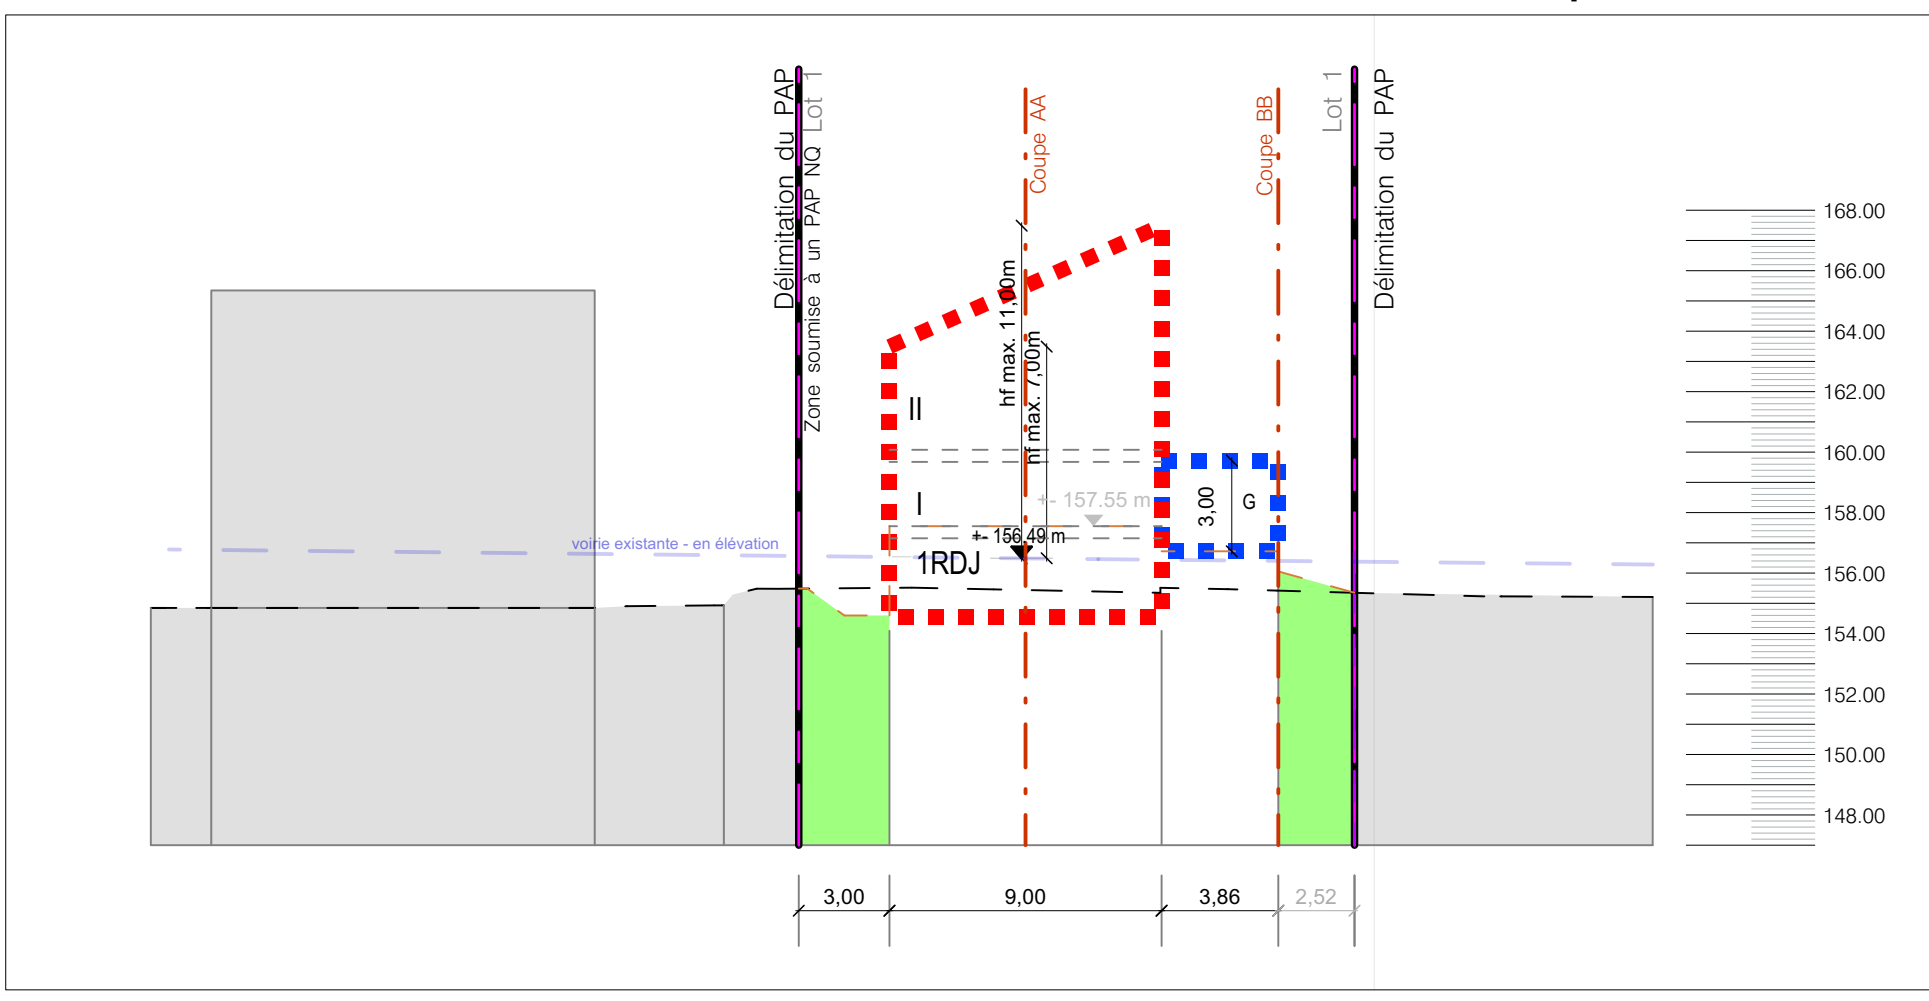 Délimitation du PAP
Lot 1
Zone soumise à un PAP NQ
Coupe AA
Coupe BB
Lot 1
Délimitation du PAP
168.00
166.00
164.00
162.00
160.00
158.00
156.00
154.00
152.00
150.00
148.00
hf max. 11,00m
hf max. 7,00m
II
I
+- 157.55 m
+- 156,49 m
1RDJ
3,00
G
voirie existante - en élévation
3,00
9,00
3,86
2,52